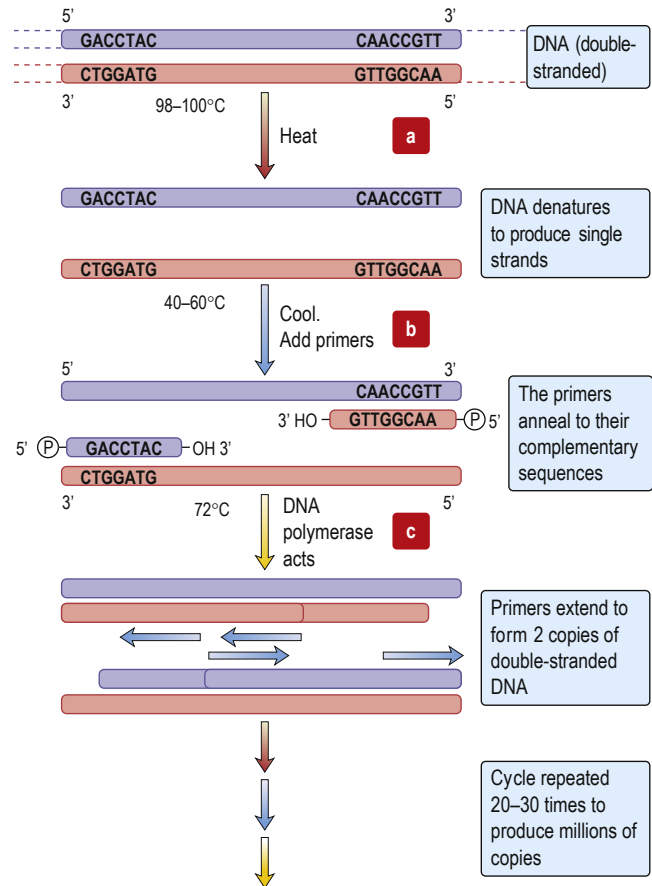 5’ 3’
GACCTAC CAACCGTT
DNA (double-
stranded)
CTGGATG GTTGGCAA
3’ 5’
98–100°C
Heat
a
GACCTAC CAACCGTT
DNA denatures
to produce single
strands
CTGGATG GTTGGCAA
40–60°C
Cool.
Add primers
b
5’ 3’
CAACCGTT
3’ HO GTTGGCAA P 5’
The primers
anneal to their
complementary
sequences
5’ P GACCTAC OH 3’
CTGGATG
3’ 5’
72°C
DNA
polymerase
acts
c
Primers extend to
form 2 copies of
double-stranded
DNA
Cycle repeated
20–30 times to
produce millions of
copies